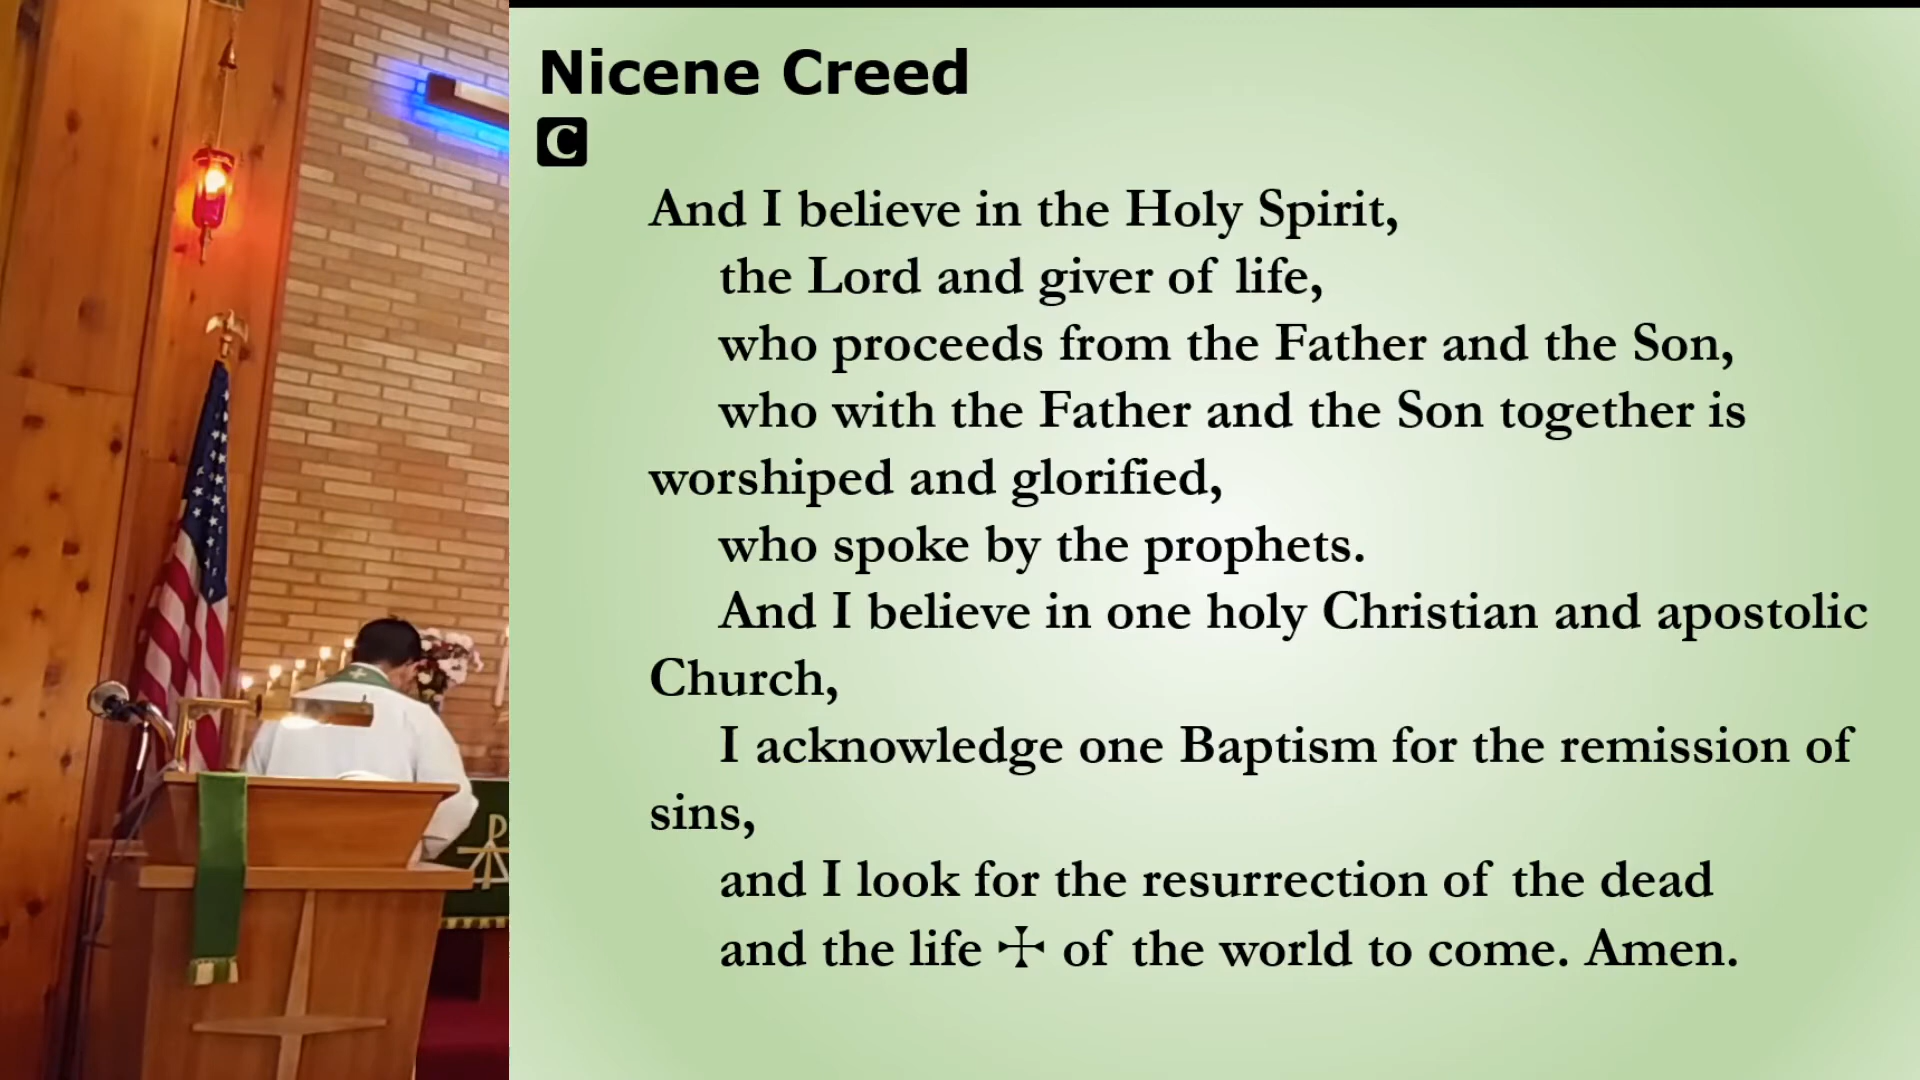 Nicene Creed
C
And I believe in the Holy Spirit,
the Lord and giver of life,
who proceeds from the Father and the Son,
who with the Father and the Son together is
worshiped and glorified,
who spoke by the prophets.
And I believe in one holy Christian and apostolic
Church,
I acknowledge one Baptism for the remission of
sins,
and I look for the resurrection of the dead
and the life ☩ of the world to come. Amen.